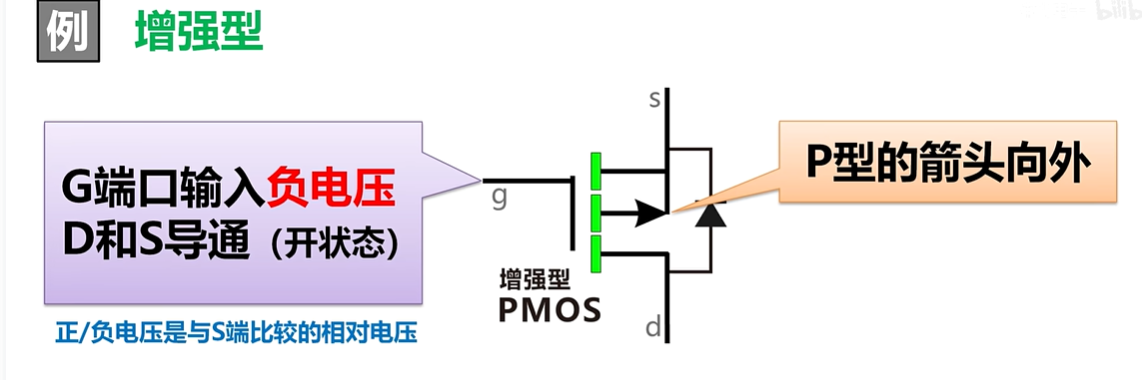 例 增强型
s
G端口输入负电压
D和S导通（开状态）
P型的箭头向外
g
增强型
PMOS
正/负电压是与S端比较的相对电压
d